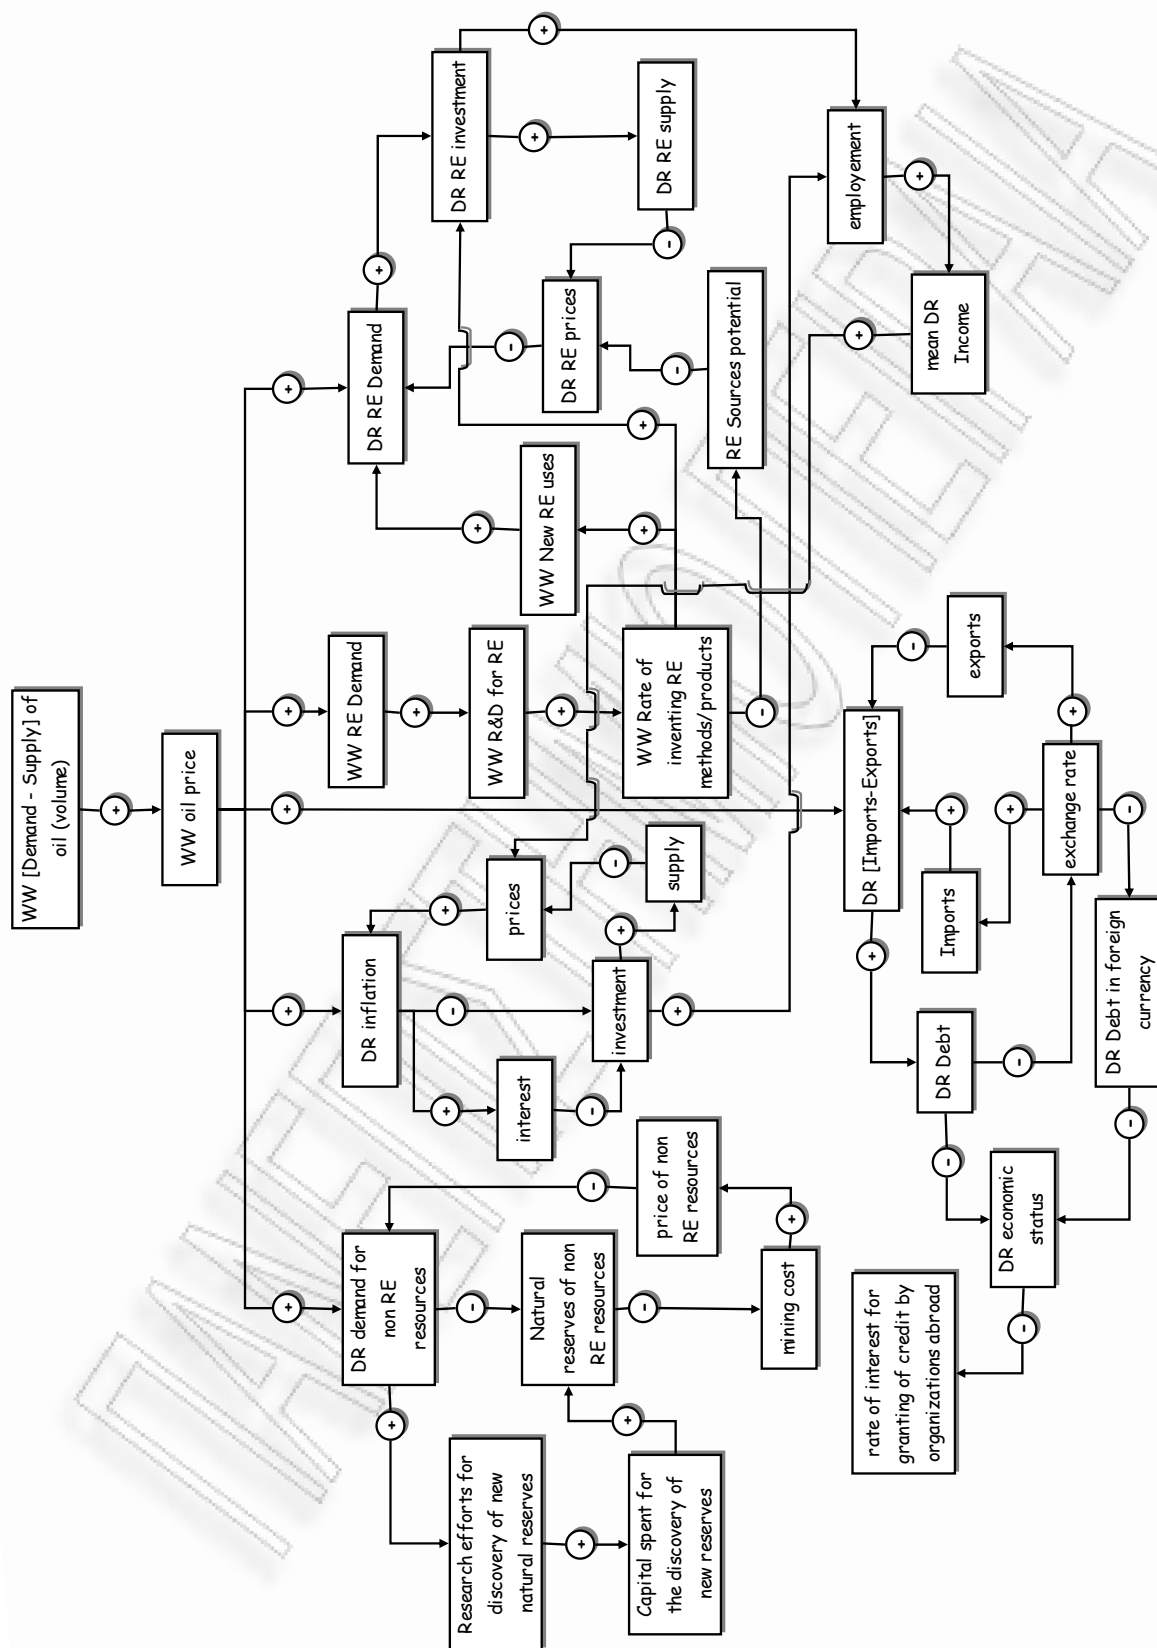 WW [Demand - Supply] of
oil (volume)
+
WW oil price
+
+
+
+
+
DR demand for
non RE
resources
DR inflation
WW RE Demand
DR RE Demand
+
DR RE investment
+
+
DR RE supply
-
DR RE prices
-
-
RE Sources potential
+
WW New RE uses
+
+
+
WW R&D for RE
+
WW Rate of
inventing RE
methods/products
-
employement
+
mean DR
Income
+
prices
+
-
supply
+
-
+
interest
-
investment
+
+
Research efforts for
discovery of new
natural reserves
+
Capital spent for
the discovery of
new reserves
+
-
Natural
reserves of non
RE resources
-
mining cost
+
price of non
RE resources
-
DR [Imports-Exports]
-
exports
+
exchange rate
+
Imports
+
+
DR Debt
-
-
DR Debt in foreign
currency
-
-
DR economic
status
-
rate of interest for
granting of credit by
organizations abroad
ΠΑΝΕΠΙΣΤΗΜΙΟ ΠΕΙΡΑΙΑ